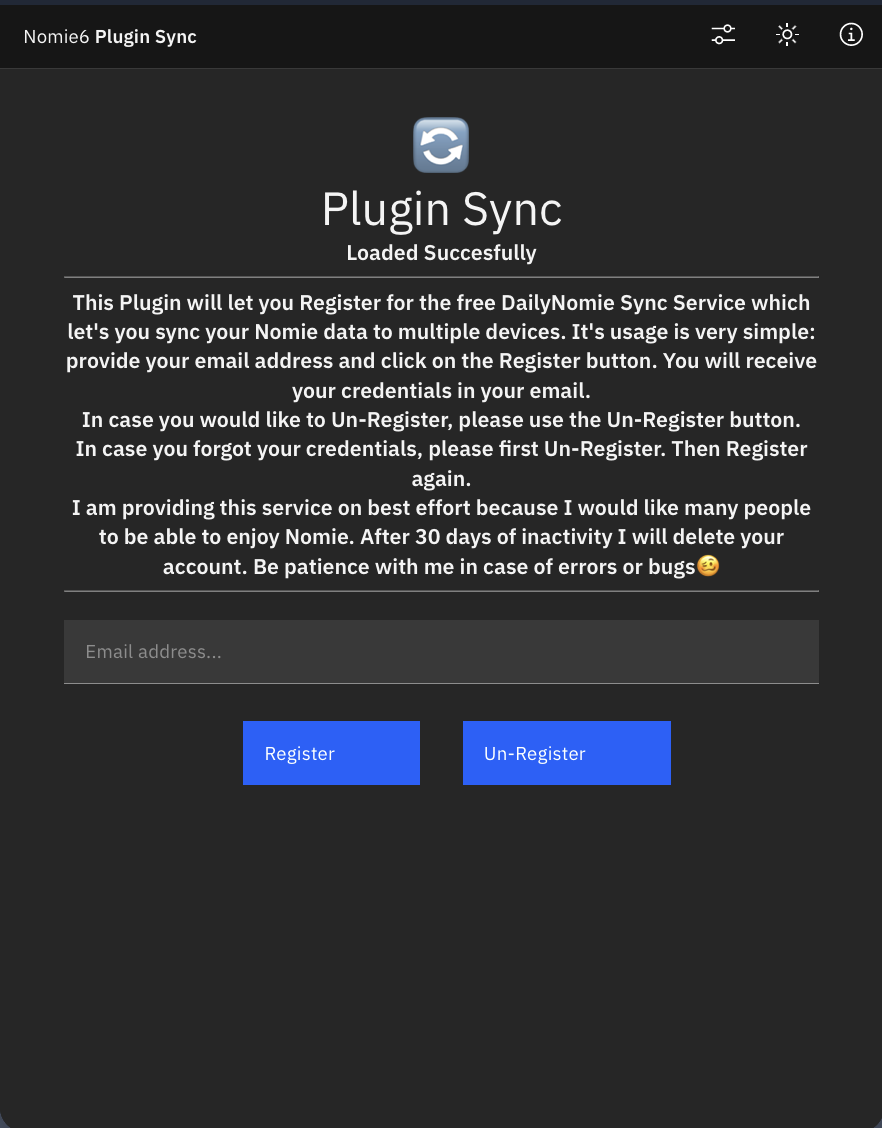 Nomie6 Plugin Sync
Plugin Sync
Loaded Succesfully
This Plugin will let you Register for the free DailyNomie Sync Service which
let's you sync your Nomie data to multiple devices. It's usage is very simple:
provide your email address and click on the Register button. You will receive
your credentials in your email.
In case you would like to Un-Register, please use the Un-Register button.
In case you forgot your credentials, please first Un-Register. Then Register
again.
I am providing this service on best effort because I would like many people
to be able to enjoy Nomie. After 30 days of inactivity I will delete your
account. Be patience with me in case of errors or bugs🥴
Email address...
Register
Un-Register